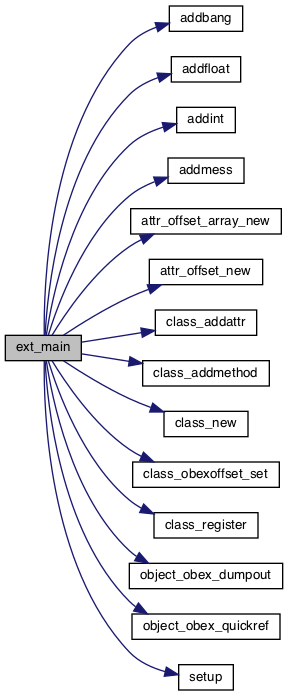 addbang
addfloat
addint
addmess
attr_offset_array_new
attr_offset_new
class_addattr
ext_main
class_addmethod
class_new
class_obexoffset_set
class_register
object_obex_dumpout
object_obex_quickref
setup